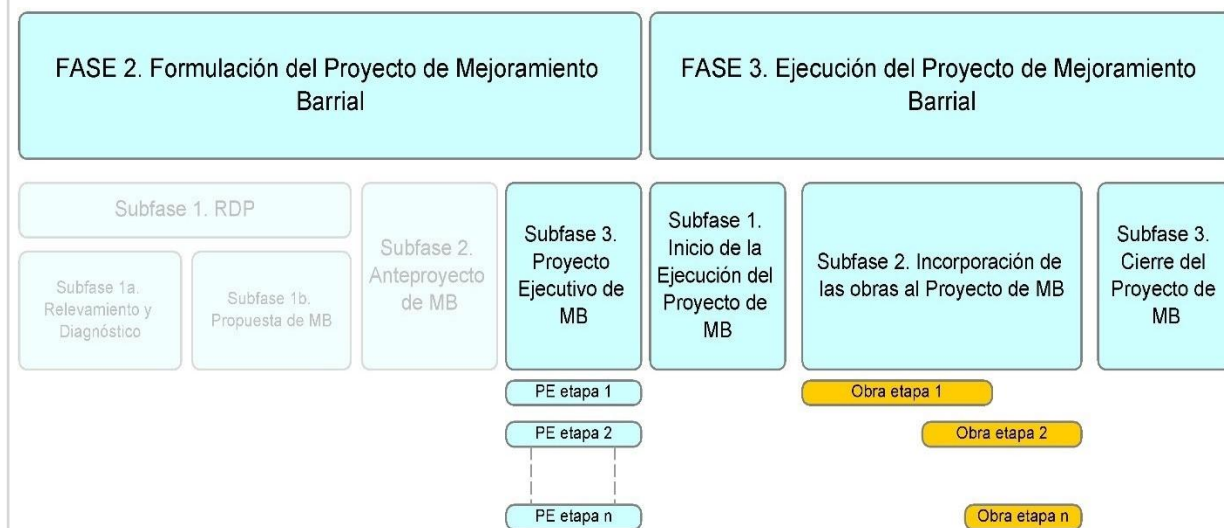 FASE 2. Formulación del Proyecto de Mejoramiento
Barrial
FASE 3. Ejecución del Proyecto de Mejoramiento
Barrial
Subfase 1. RDP
Subfase 1a.
Relevamiento y
Diagnóstico
Subfase 1b.
Propuesta de MB
Subfase 2.
Anteproyecto
de MB
Subfase 3.
Proyecto
Ejecutivo de
MB
Subfase 1.
Inicio de la
Ejecución del
Proyecto de
MB
Subfase 2. Incorporación de
las obras al Proyecto de MB
Subfase 3.
Cierre del
Proyecto de
MB
PE etapa 1
Obra etapa 1
PE etapa 2
Obra etapa 2
PE etapa n
Obra etapa n